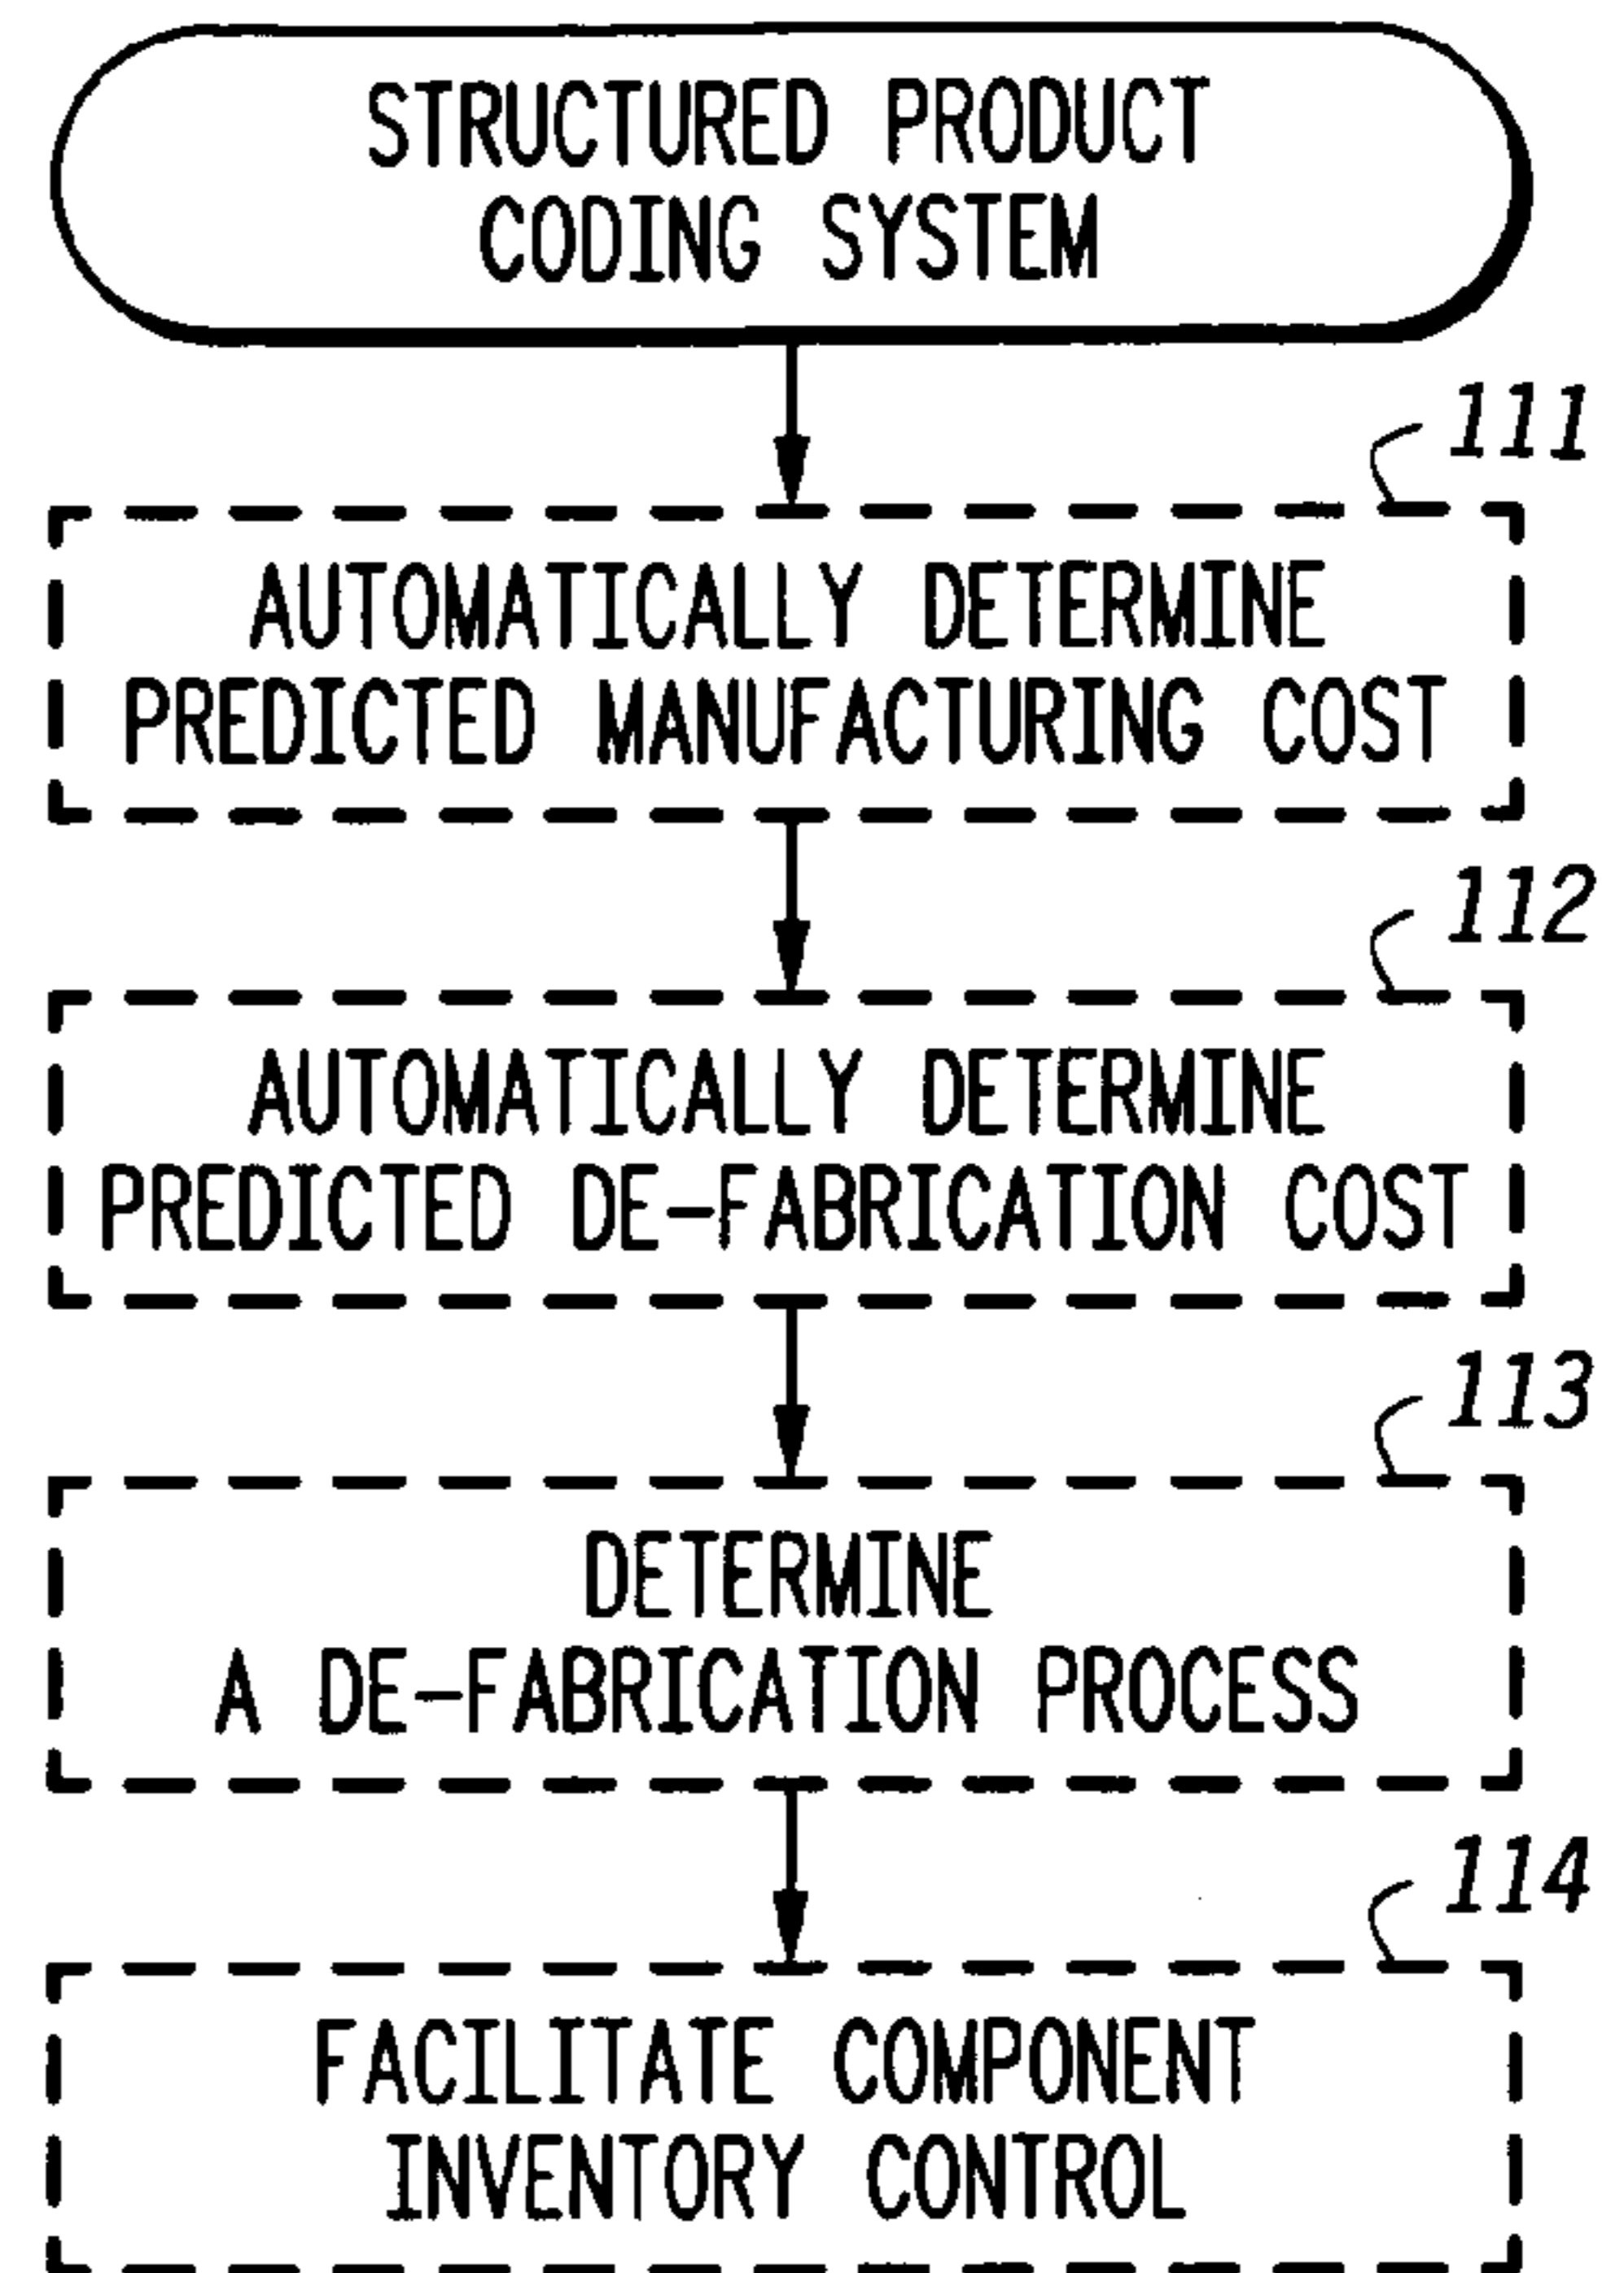 STRUCTURED PRODUCT
CODING SYSTEM
111
AUTOMATICALLY DETERMINE
PREDICTED MANUFACTURING COST
112
AUTOMATICALLY DETERMINE
PREDICTED DE-FABRICATION COST
113
DETERMINE
A DE-FABRICATION PROCESS
114
FACILITATE COMPONENT
INVENTORY CONTROL